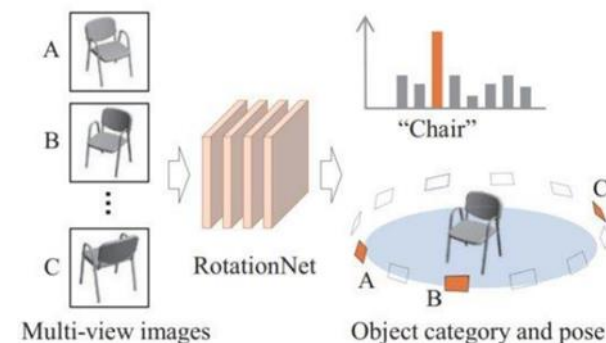 A
B
C
Multi-view images
RotationNet
“Chair”
A
B
C
Object category and pose